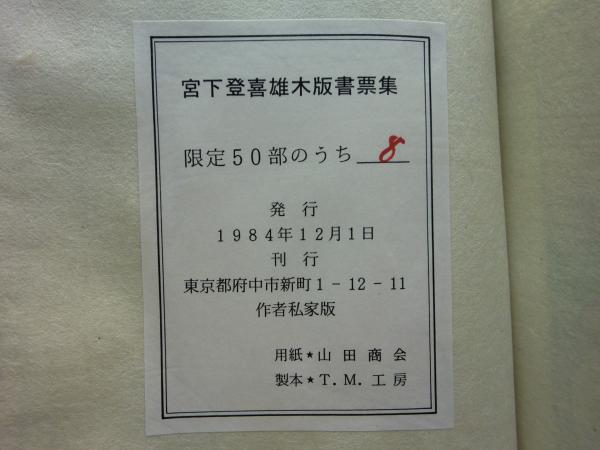 宮下登喜雄木版書票集
限定50部のうち 8
発 行
1984年12月1日
刊 行
東京都府中市新町1-12-11
作者私家版
用紙★山田商会
製本★T.M.工房